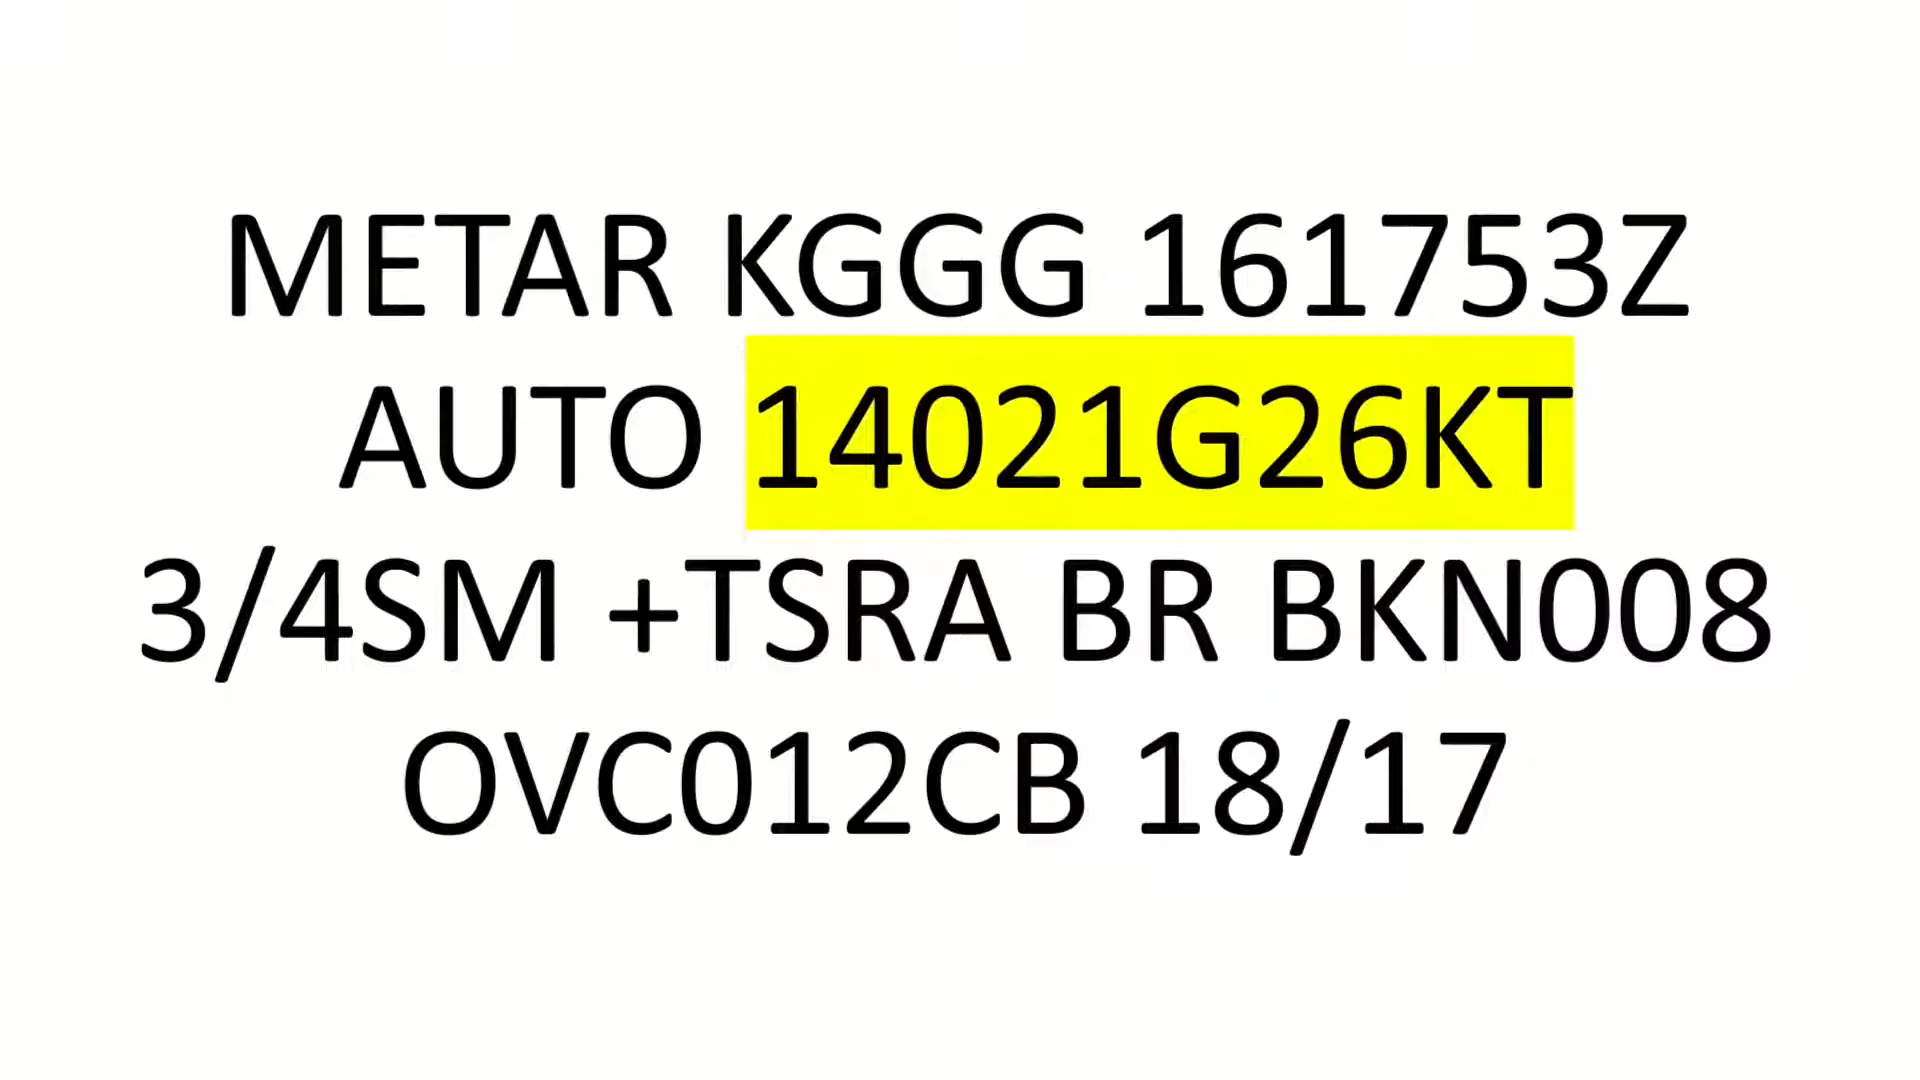 METAR KGGG 161753Z
AUTO 14021G26KT
3/4SM +TSRA BR BKN008
OVC012CB 18/17